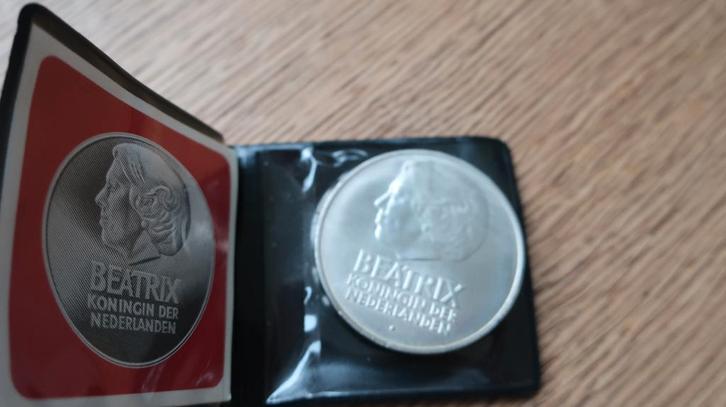 BEATRIX
KONINGIN DER
NEDERLANDEN
BEATRIX
KONINGIN DER
NEDERLANDEN